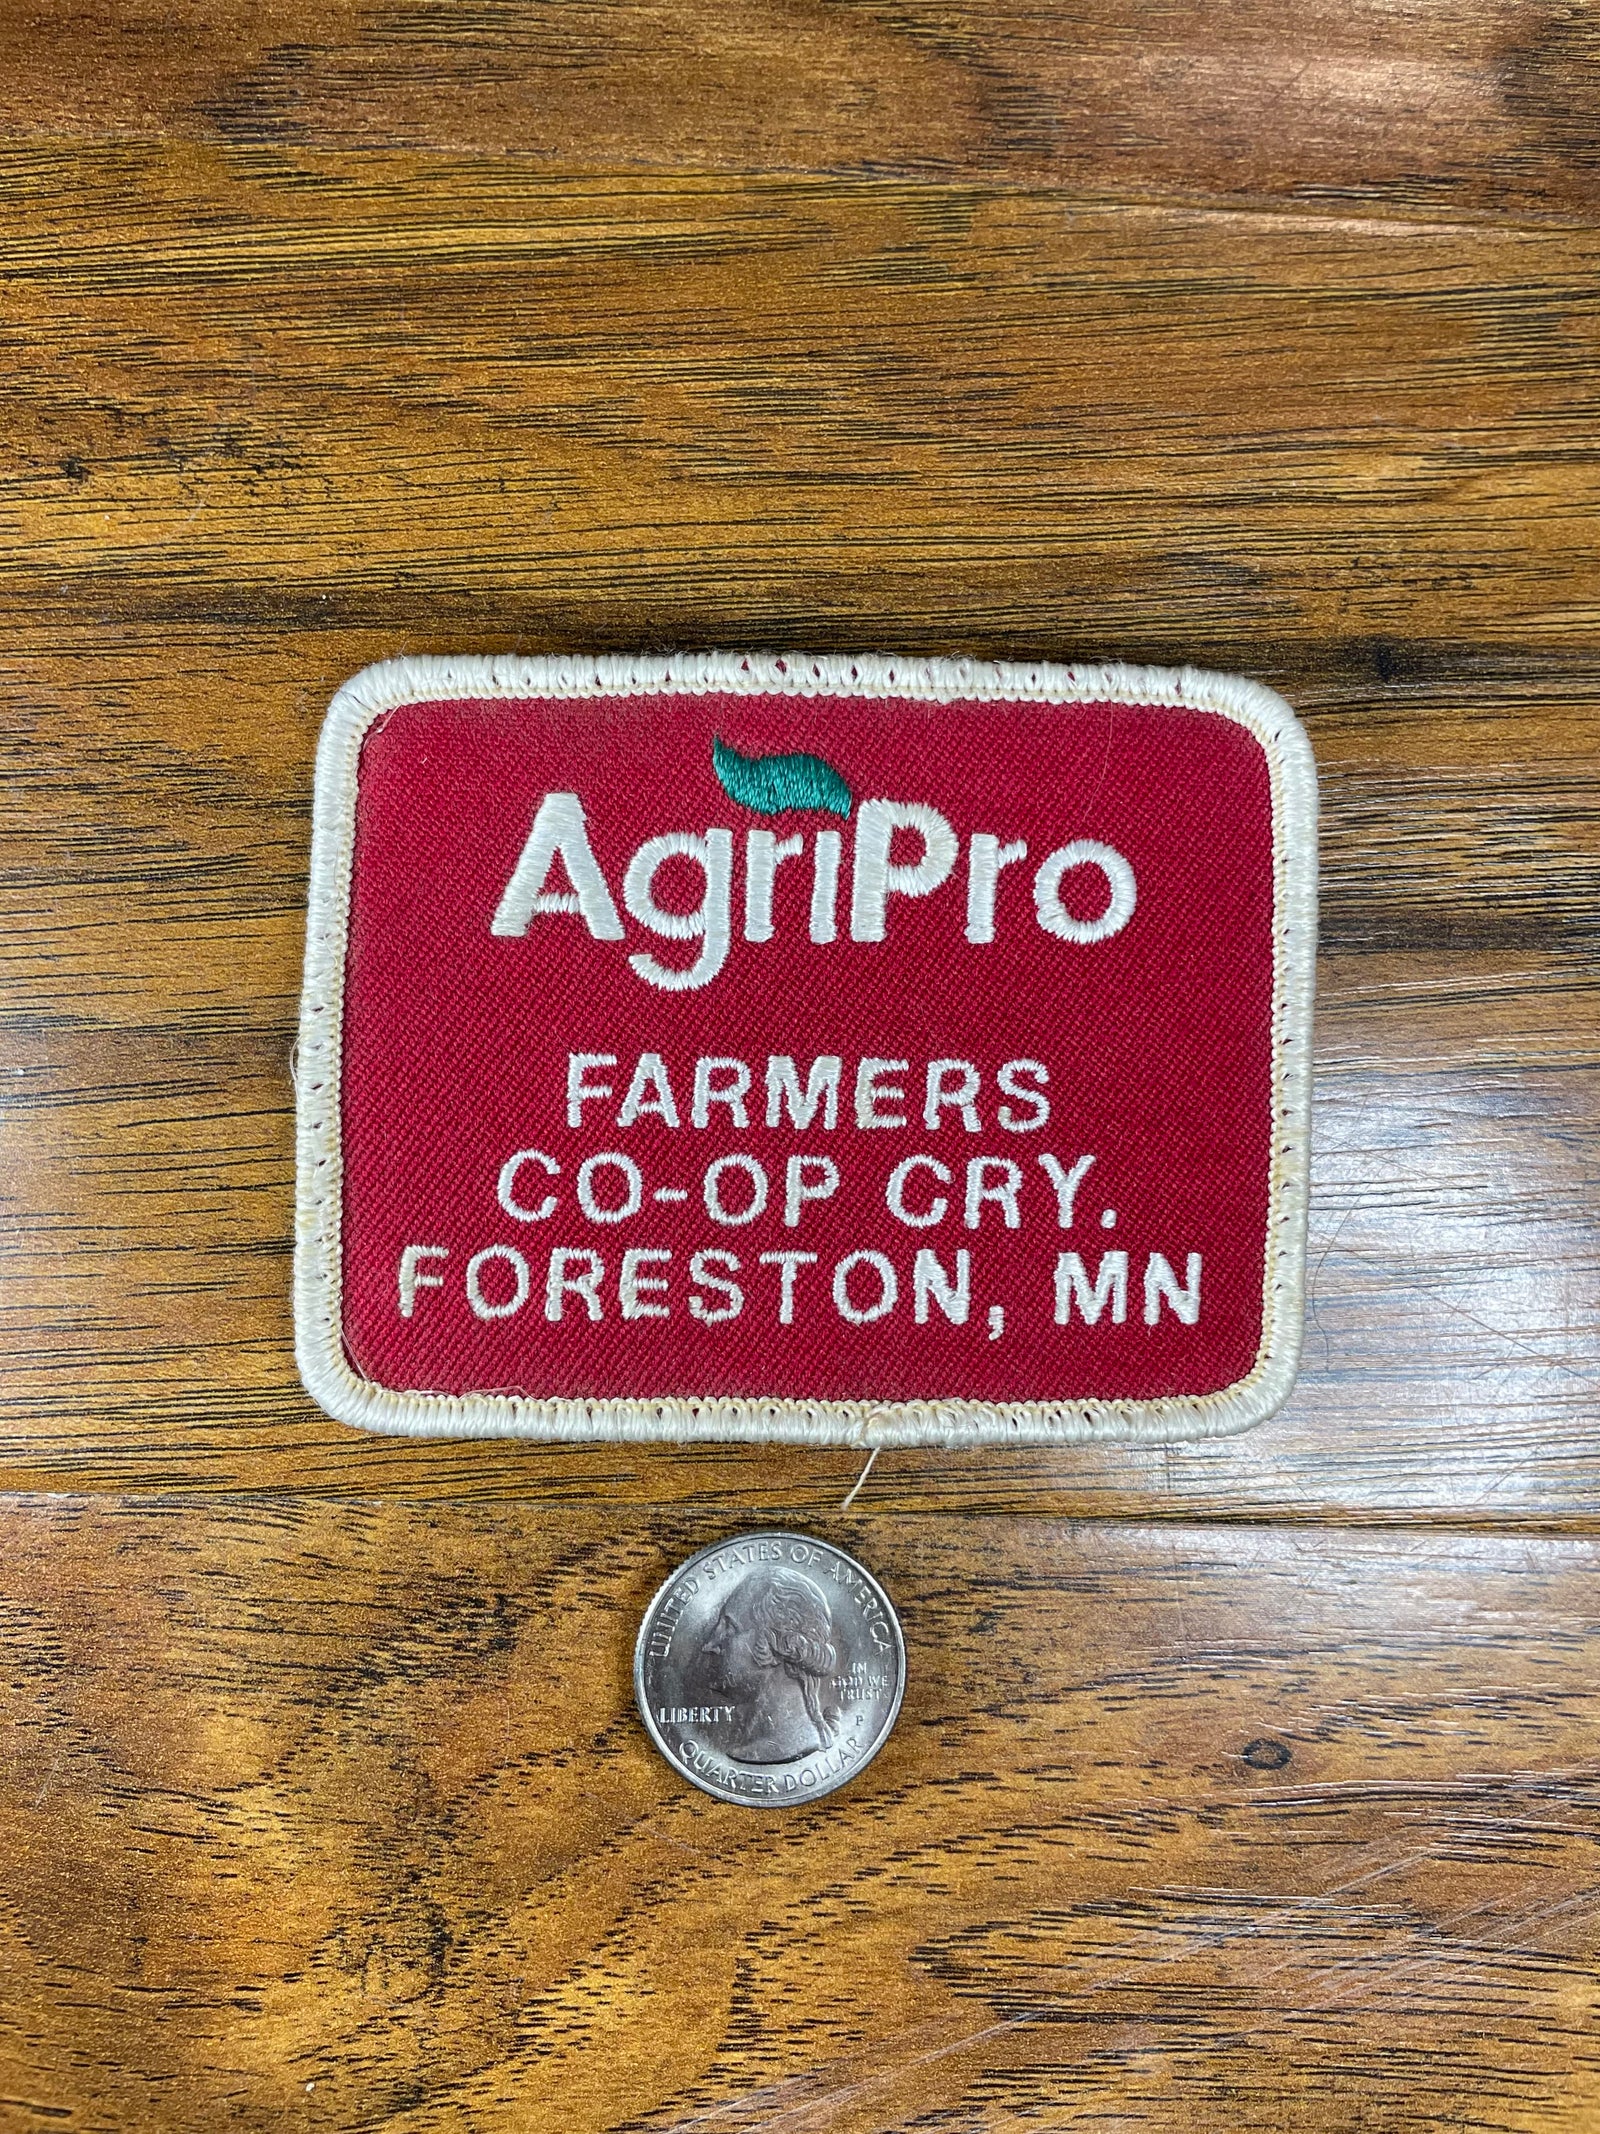 AgriPro
FARMERS
CO-OP CRY.
FORESTON, MN
UNITED STATES OF AMERICA
IN
GOD WE
TRUST
LIBERTY
P
QUARTER DOLLAR